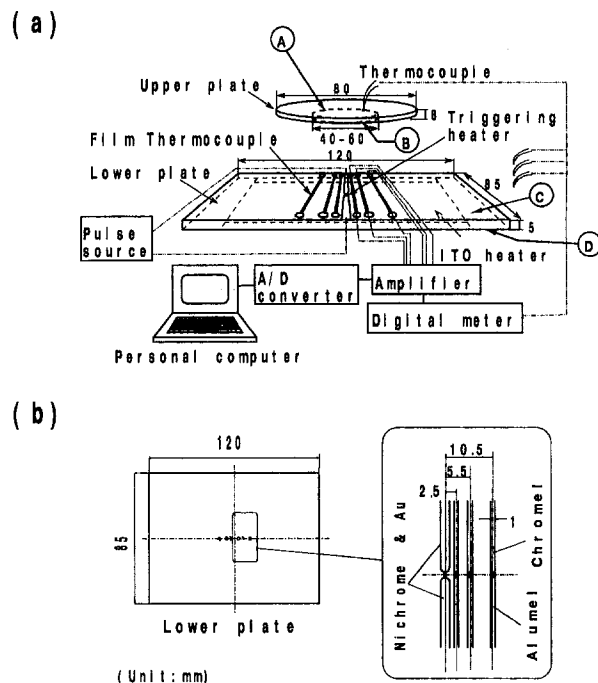 (a)
A
Thermocouple
Upper plate
80
8
Triggering
heater
B
40-60
Film Thermocouple
120
Lower plate
85
C
5
D
Pulse
source
ITO heater
A/D
converter
Amplifier
Digital meter
Personal computer
(b)
120
10.5
5.5
2.5
1
85
Nichrome & Au
Alumel Chromel
Lower plate
(Unit:mm)